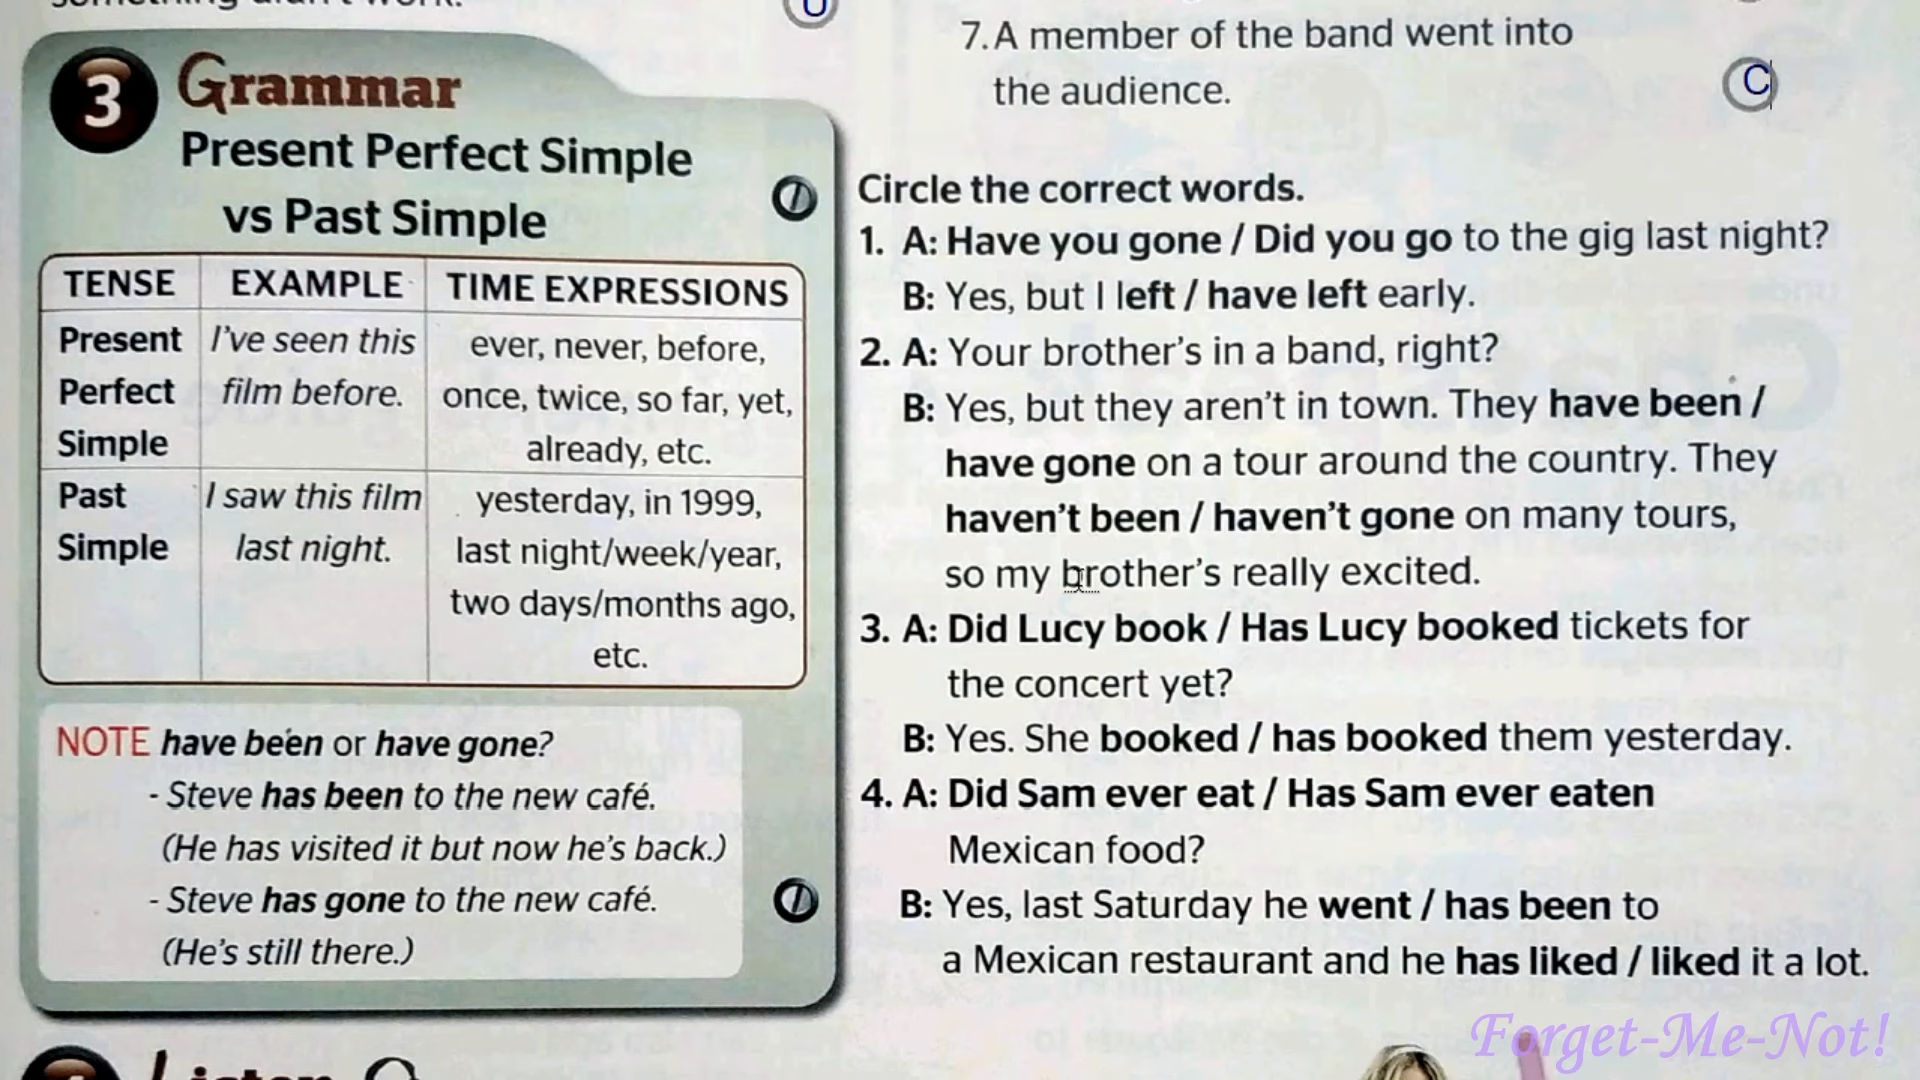 something didn't work.
U
3 Grammar
Present Perfect Simple
vs Past Simple
TENSE EXAMPLE TIME EXPRESSIONS
Present I've seen this ever, never, before,
Perfect film before. once, twice, so far, yet,
Simple already, etc.
Past I saw this film yesterday, in 1999,
Simple last night. last night/week/year,
two days/months ago,
etc.
NOTE have been or have gone?
- Steve has been to the new café.
(He has visited it but now he's back.)
- Steve has gone to the new café.
(He's still there.)
Listen
7. A member of the band went into
the audience.
C
Circle the correct words.
1. A: Have you gone / Did you go to the gig last night?
B: Yes, but I left / have left early.
2. A: Your brother's in a band, right?
B: Yes, but they aren't in town. They have been /
have gone on a tour around the country. They
haven't been / haven't gone on many tours,
so my brother's really excited.
3. A: Did Lucy book / Has Lucy booked tickets for
the concert yet?
B: Yes. She booked / has booked them yesterday.
4. A: Did Sam ever eat / Has Sam ever eaten
Mexican food?
B: Yes, last Saturday he went / has been to
a Mexican restaurant and he has liked / liked it a lot.
Forget-Me-Not!